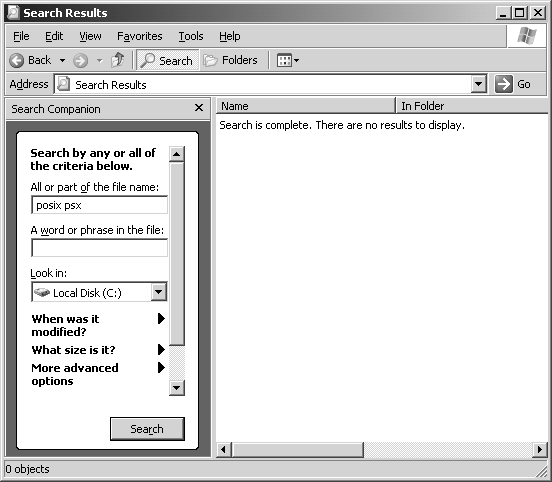 Search Results
File Edit View Favorites Tools Help
Back Search Folders
Address Search Results Go
Search Companion
Name In Folder
Search is complete. There are no results to display.
Search by any or all of
the criteria below.
All or part of the file name:
posix psx
A word or phrase in the file:
Look in:
Local Disk (C:)
When was it
modified?
What size is it?
More advanced
options
Search
0 objects